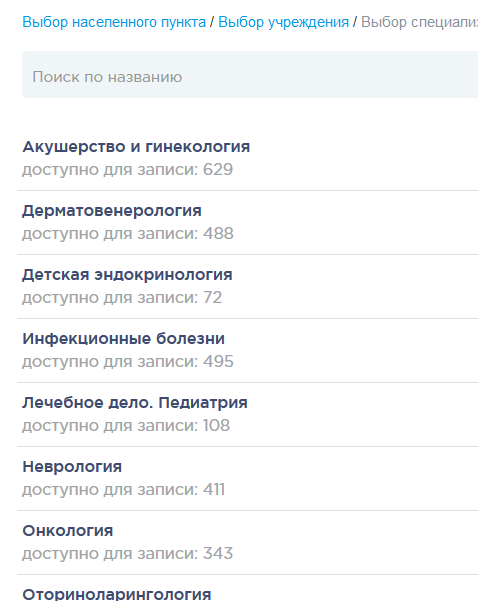 Выбор населенного пункта / Выбор учреждения / Выбор
Поиск по названию
Акушерство и гинекология
доступно для записи: 629
Дерматовенерология
доступно для записи: 488
Детская эндокринология
доступно для записи: 72
Инфекционные болезни
доступно для записи: 495
Лечебное дело. Педиатрия
доступно для записи: 108
Неврология
доступно для записи: 411
Онкология
доступно для записи: 343
Оториноларингология